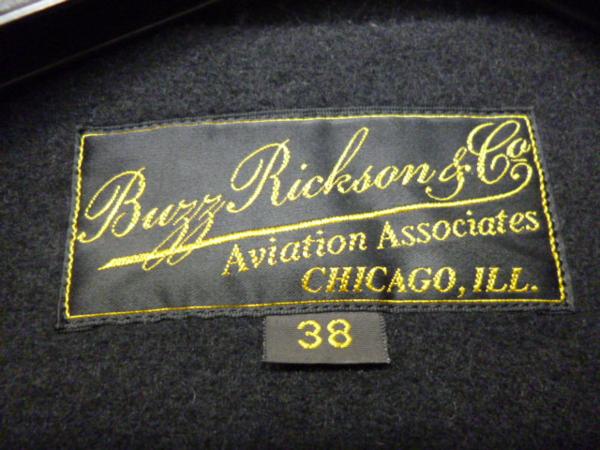 Buzz Rickson & Co
Aviation Associates
CHICAGO, ILL.
38